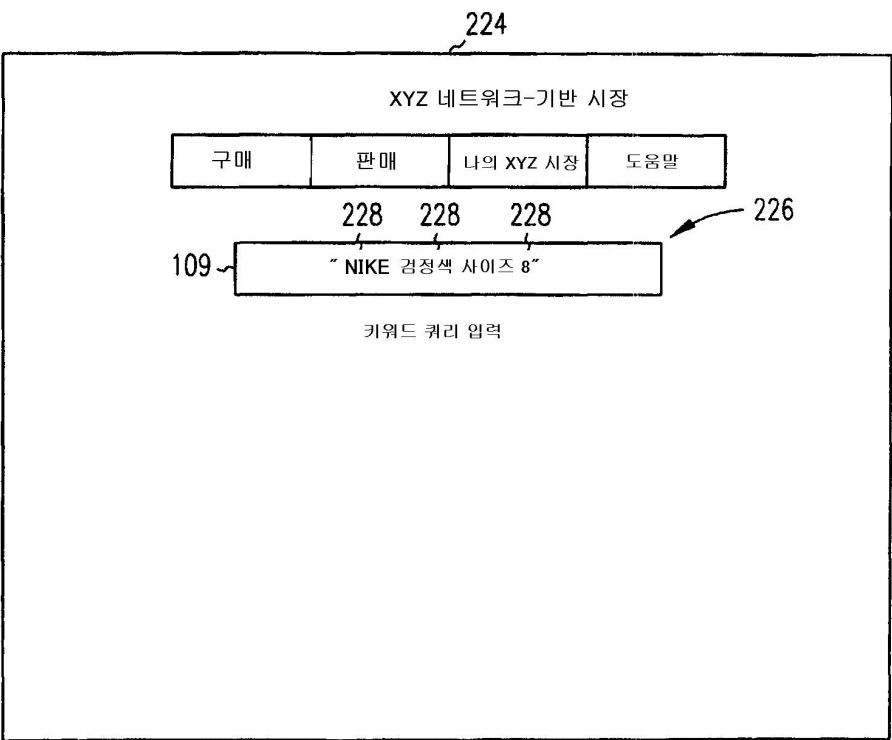 224
XYZ 네트워크-기반 시장
구매 판매 나의 XYZ 시장 도움말
228 228 228 226
109 " NIKE 검정색 사이즈 8"
키워드 쿼리 입력